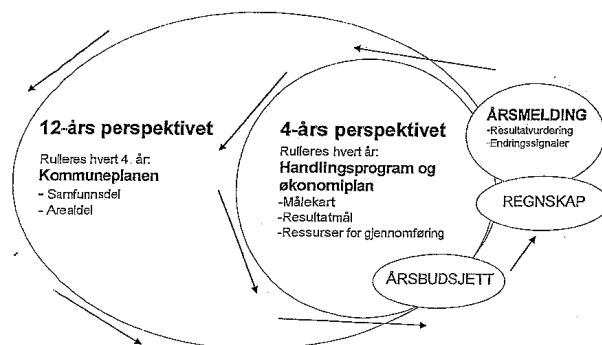 12-års perspektivet
Rulleres hvert 4. år:
Kommuneplanen
- Samfunnsdel
- Arealdel
4-års perspektivet
Rulleres hvert år:
Handlingsprogram og
økonomiplan
-Målekart
-Resultatmål
-Ressurser for gjennomføring
ÅRSMELDING
-Resultatvurdering
-Endringssignaler
REGNSKAP
ÅRSBUDSJETT